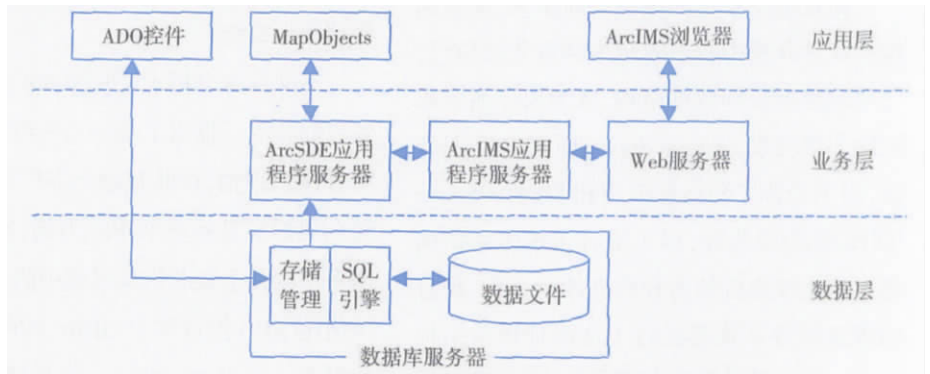 ADO控件
MapObjects
ArcIMS浏览器
应用层
ArcSDE应用
程序服务器
ArcIMS应用
程序服务器
Web服务器
业务层
存储
管理
SQL
引擎
数据文件
数据层
数据库服务器